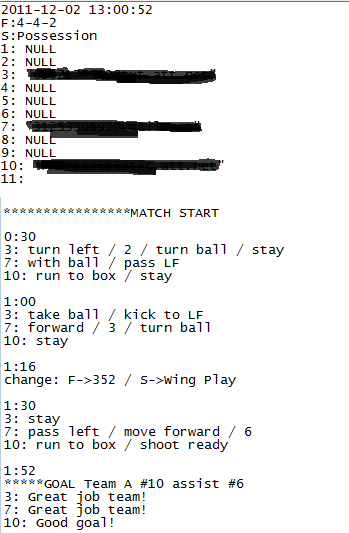 2011-12-02 13:00:52
F:4-4-2
S:Possession
1: NULL
2: NULL
3:
4: NULL
5: NULL
6: NULL
7:
8: NULL
9: NULL
10:
11:
****************MATCH START
0:30
3: turn left / 2 / turn ball / stay
7: with ball / pass LF
10: run to box / stay
1:00
3: take ball / kick to LF
7: forward / 3 / turn ball
10: stay
1:16
change: F->352 / S->Wing Play
1:30
3: stay
7: pass left / move forward / 6
10: run to box / shoot ready
1:52
*****GOAL Team A #10 assist #6
3: Great job team!
7: Great job team!
10: Good goal!